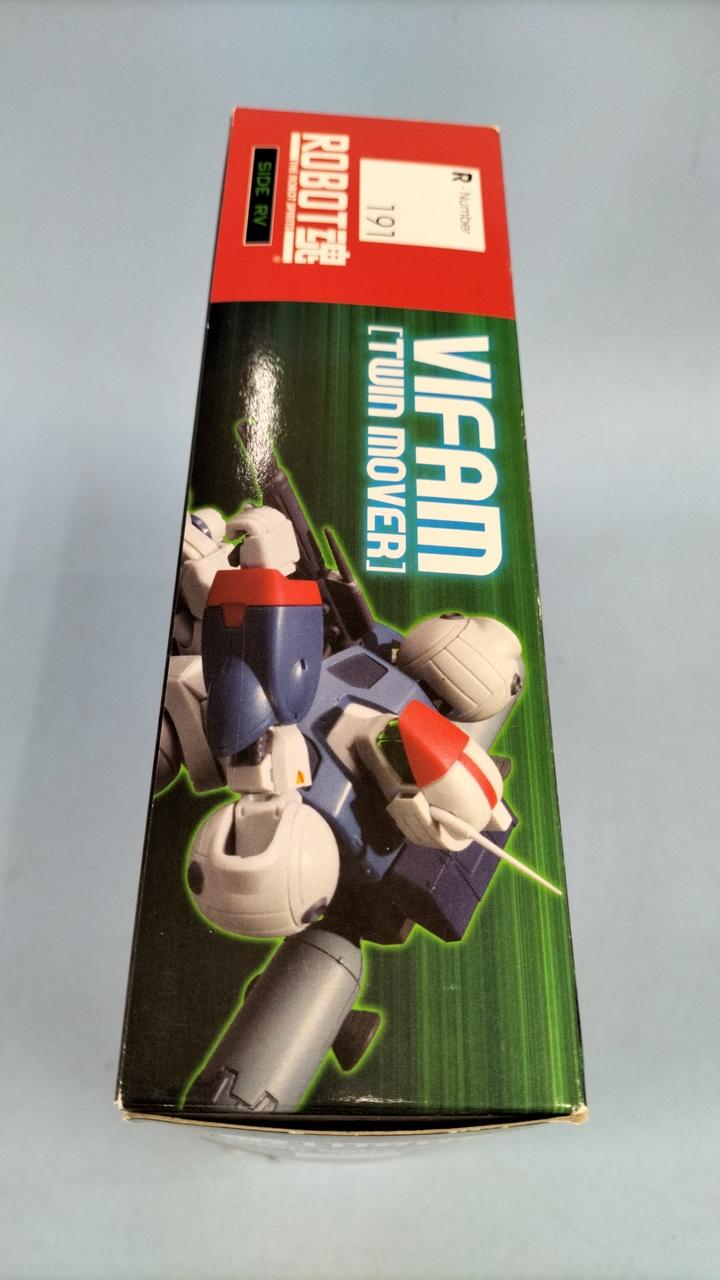 R-Number
191
ROBOT魂
THE ROBOT SPIRITS
SIDE RV
VIFAM
[TWIN MOVER]